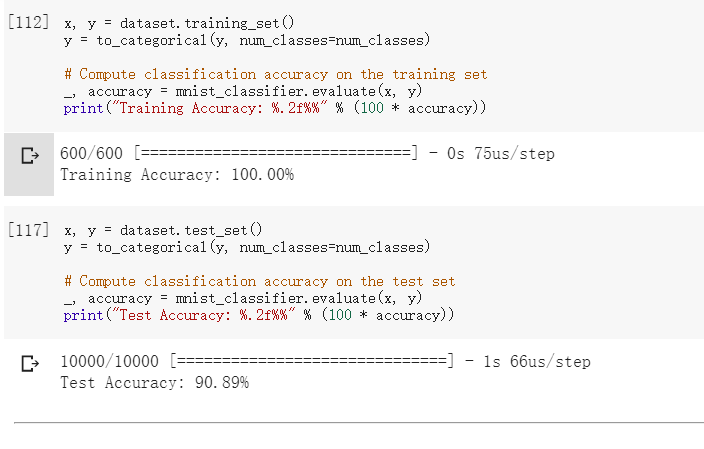 [112] x, y = dataset.training_set()
y = to_categorical(y, num_classes=num_classes)
# Compute classification accuracy on the training set
_, accuracy = mnist_classifier.evaluate(x, y)
print("Training Accuracy: %.2f%%" % (100 * accuracy))
600/600 [==============================] - 0s 75us/step
Training Accuracy: 100.00%
[117] x, y = dataset.test_set()
y = to_categorical(y, num_classes=num_classes)
# Compute classification accuracy on the test set
_, accuracy = mnist_classifier.evaluate(x, y)
print("Test Accuracy: %.2f%%" % (100 * accuracy))
10000/10000 [==============================] - 1s 66us/step
Test Accuracy: 90.89%